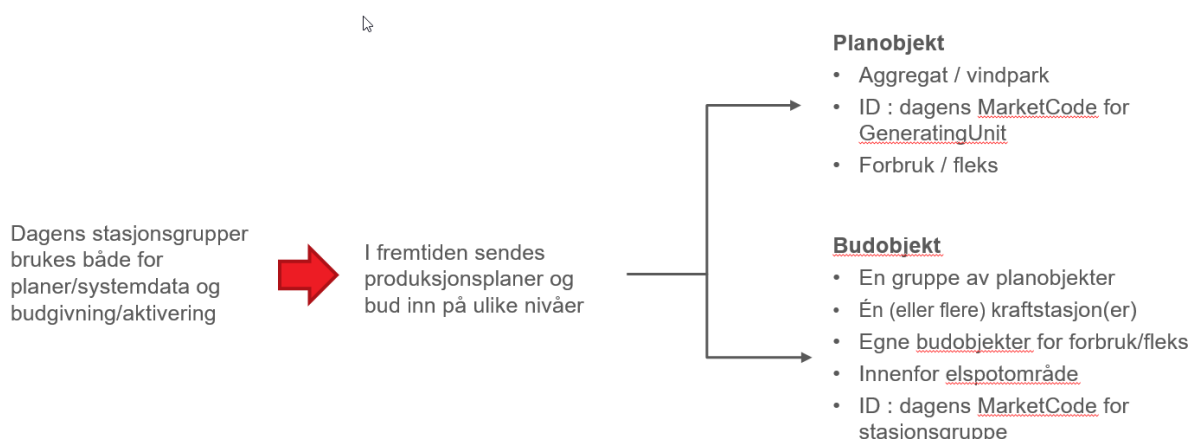 Planobjekt
• Aggregat / vindpark
• ID : dagens MarketCode for
GeneratingUnit
• Forbruk / fleks
Dagens stasjonsgrupper
brukes både for
planer/systemdata og
budgivning/aktivering
I fremtiden sendes
produksjonsplaner og
bud inn på ulike nivåer
Budobjekt
• En gruppe av planobjekter
• Én (eller flere) kraftstasjon(er)
• Egne budobjekter for forbruk/fleks
• Innenfor elspotområde
• ID : dagens MarketCode for
stasjonsgruppe